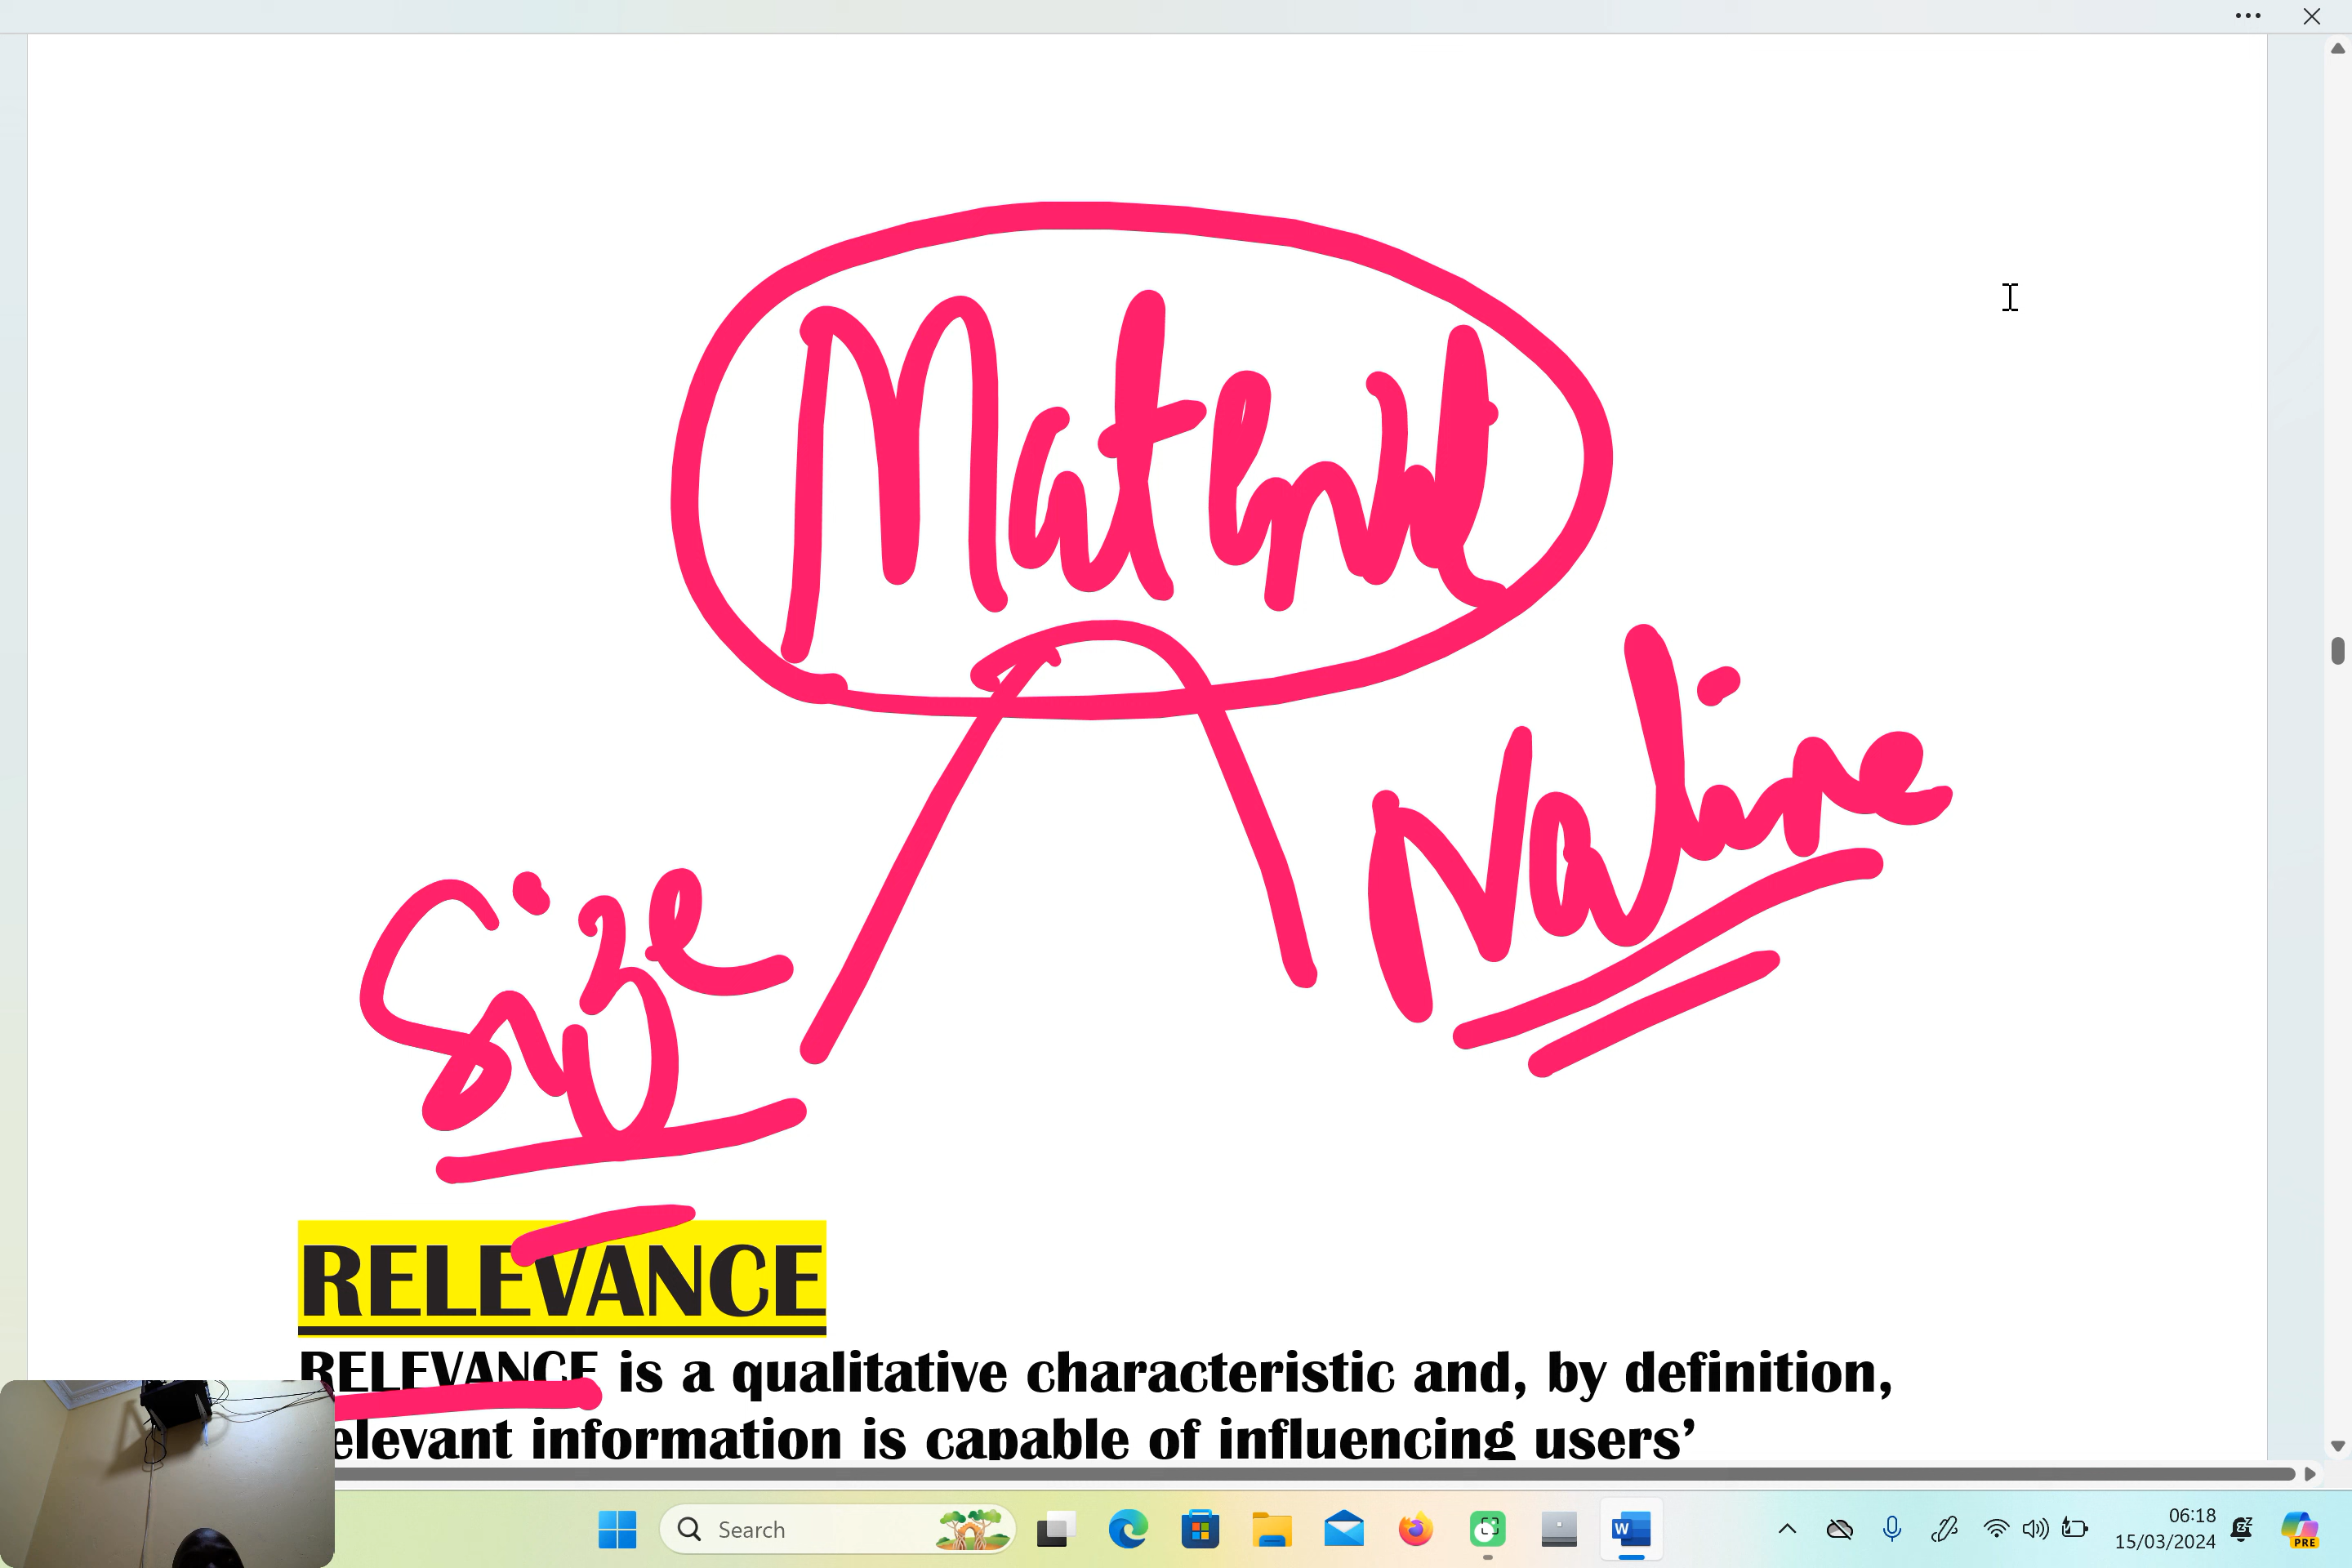 Material
Nature
Size
RELEVANCE
RELEVANCE is a qualitative characteristic and, by definition,
elevant information is capable of influencing users’
Search
06:18
15/03/2024
PRE